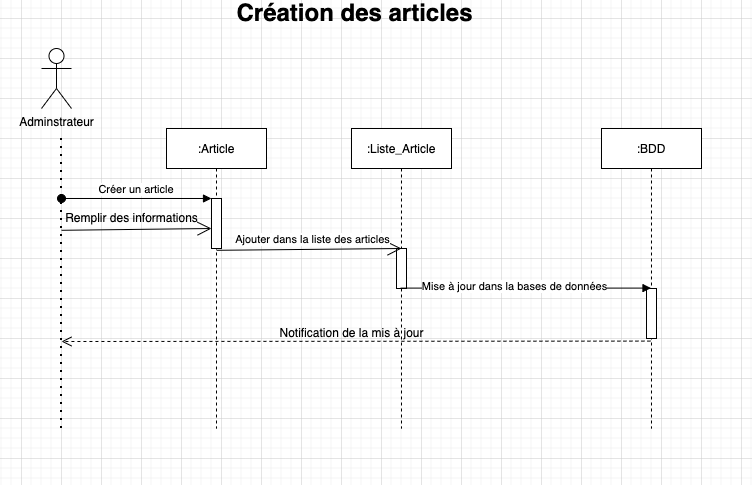 Création des articles
Adminstrateur
:Article
:Liste_Article
:BDD
Créer un article
Remplir des informations
Ajouter dans la liste des articles
Mise à jour dans la bases de données
Notification de la mis à jour